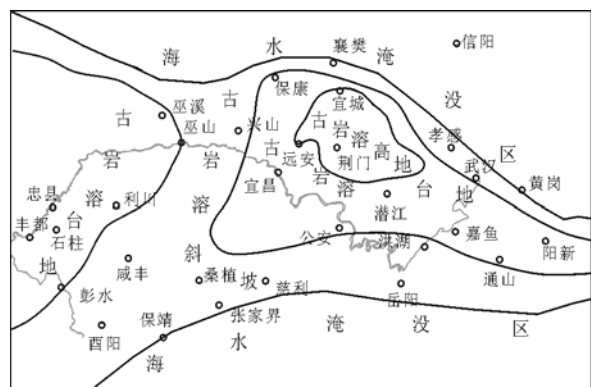 海水淹没区
襄樊
信阳
保康
宜城
巫溪
古岩溶台地
古岩溶斜坡
古岩溶台地
古岩溶高地
巫山
兴山
远安
荆门
孝感
武汉
黄岗
宜昌
潜江
忠县
利川
丰都
石柱
公安
洪湖
嘉鱼
阳新
通山
咸丰
桑植
慈利
岳阳
彭水
张家界
保靖
酉阳
海水淹没区